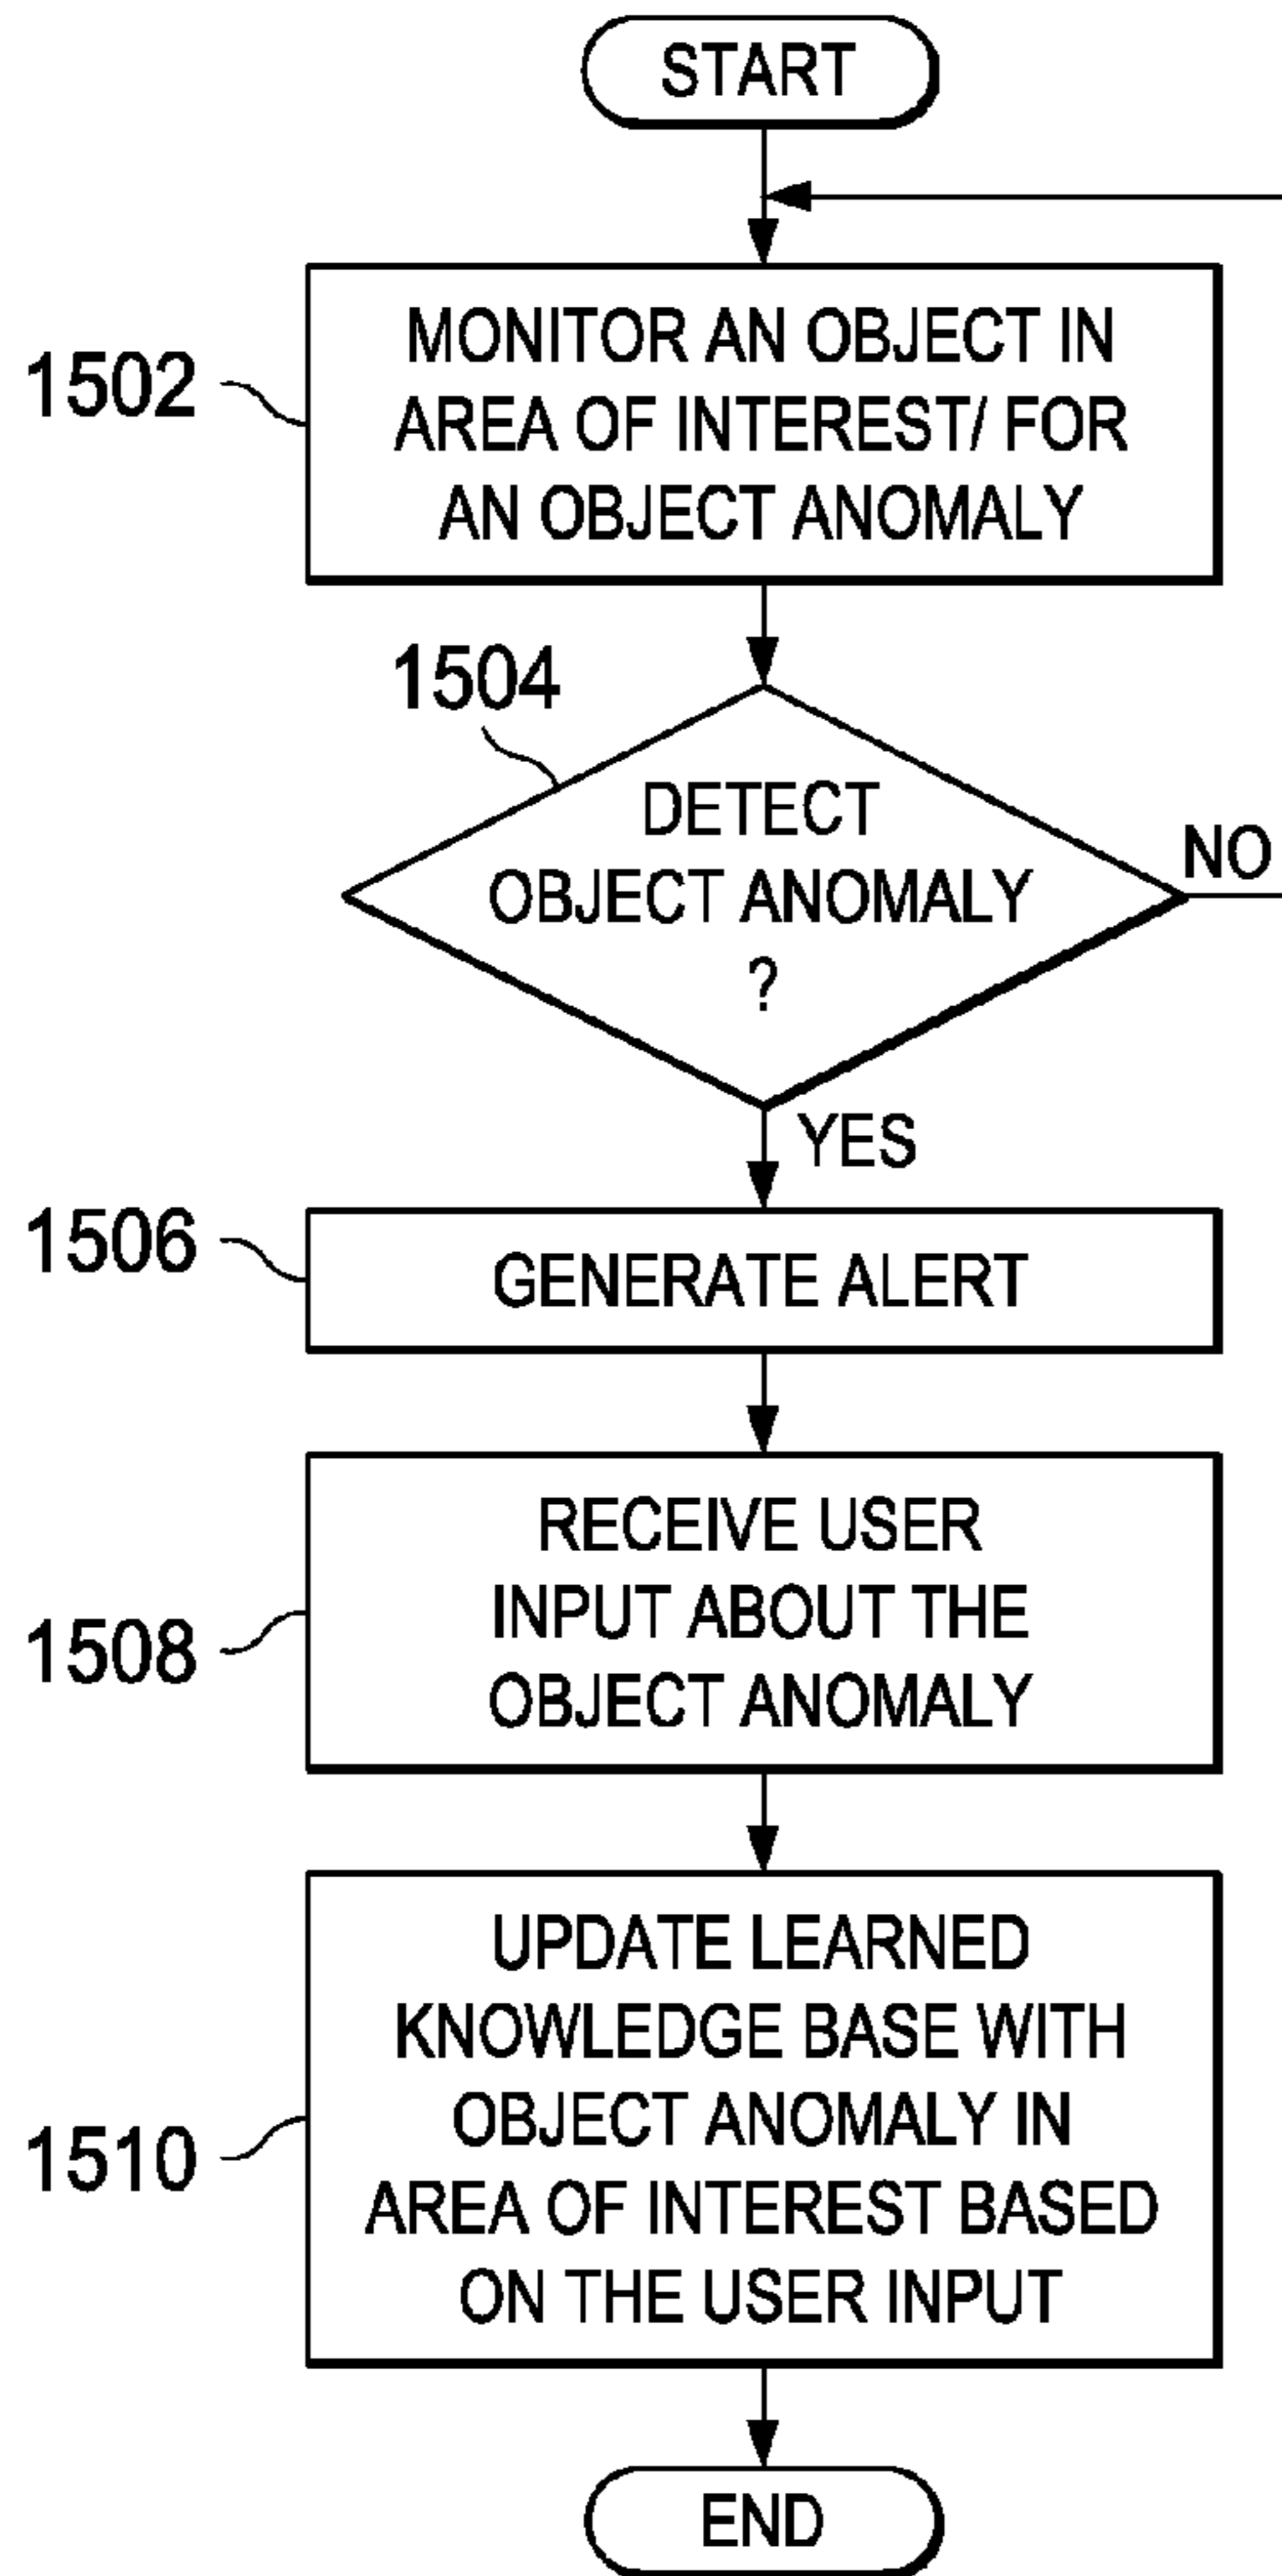 START
1502
MONITOR AN OBJECT IN
AREA OF INTEREST/ FOR
AN OBJECT ANOMALY
1504
DETECT
OBJECT ANOMALY
?
NO
YES
1506
GENERATE ALERT
1508
RECEIVE USER
INPUT ABOUT THE
OBJECT ANOMALY
1510
UPDATE LEARNED
KNOWLEDGE BASE WITH
OBJECT ANOMALY IN
AREA OF INTEREST BASED
ON THE USER INPUT
END